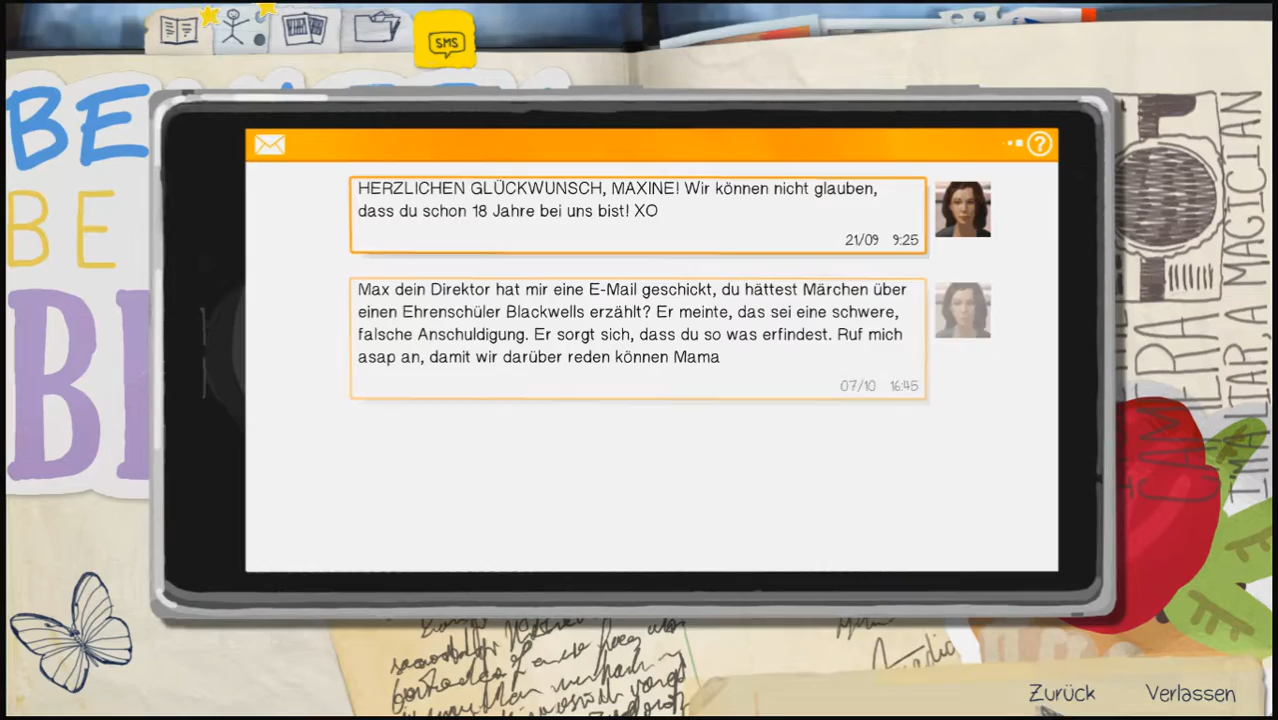 SMS
BE
BE
HERZLICHEN GLÜCKWUNSCH, MAXINE! Wir können nicht glauben,
dass du schon 18 Jahre bei uns bist! XO
21/09 9:25
Max dein Direktor hat mir eine E-Mail geschickt, du hättest Märchen über
einen Ehrenschüler Blackwells erzählt? Er meinte, das sei eine schwere,
falsche Anschuldigung. Er sorgt sich, dass du so was erfindest. Ruf mich
asap an, damit wir darüber reden können Mama
07/10 16:45
?
CAMERA
I'M A LIAR, A MAGICIAN
Zurück
Verlassen